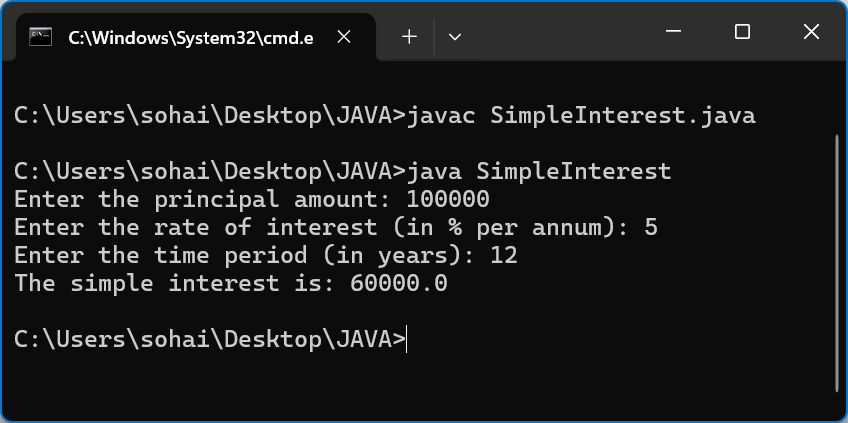 C:\Windows\System32\cmd.e
C:\Users\sohai\Desktop\JAVA>javac SimpleInterest.java
C:\Users\sohai\Desktop\JAVA>java SimpleInterest
Enter the principal amount: 100000
Enter the rate of interest (in % per annum): 5
Enter the time period (in years): 12
The simple interest is: 60000.0
C:\Users\sohai\Desktop\JAVA>